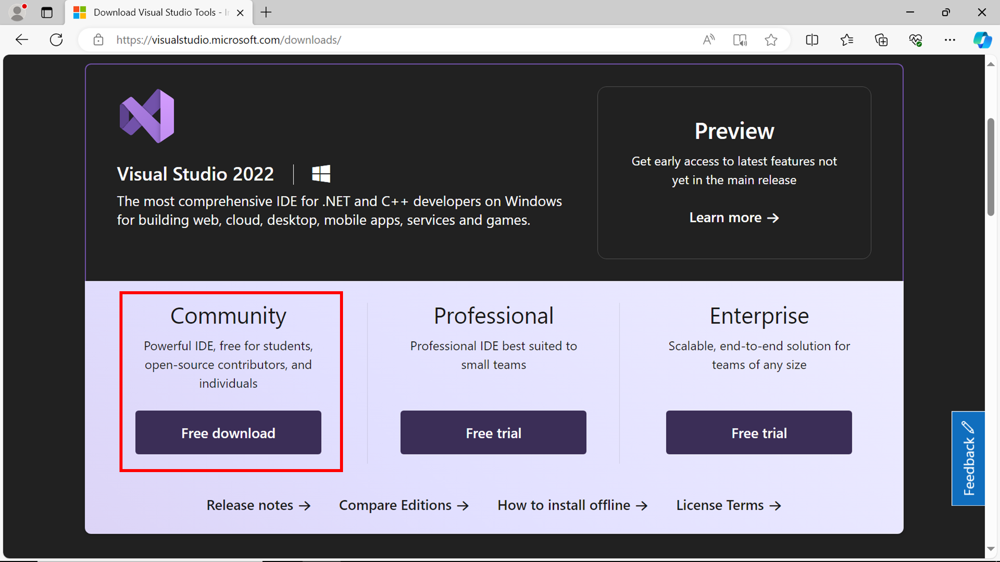 Download Visual Studio Tools - I
https://visualstudio.microsoft.com/downloads/
Visual Studio 2022
The most comprehensive IDE for .NET and C++ developers on Windows
for building web, cloud, desktop, mobile apps, services and games.
Preview
Get early access to latest features not
yet in the main release
Learn more →
Community
Powerful IDE, free for students,
open-source contributors, and
individuals
Free download
Professional
Professional IDE best suited to
small teams
Free trial
Enterprise
Scalable, end-to-end solution for
teams of any size
Free trial
Release notes →
Compare Editions →
How to install offline →
License Terms →
Feedback